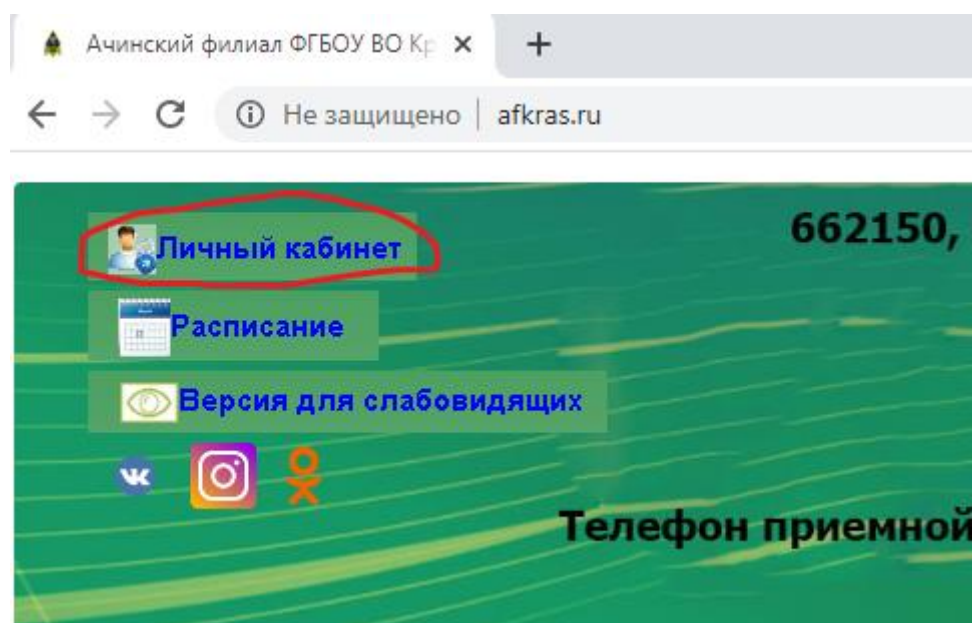 Ачинский филиал ФГБОУ ВО Кр
Не защищено | afkras.ru
Личный кабинет
662150,
Расписание
Версия для слабовидящих
Телефон приемной